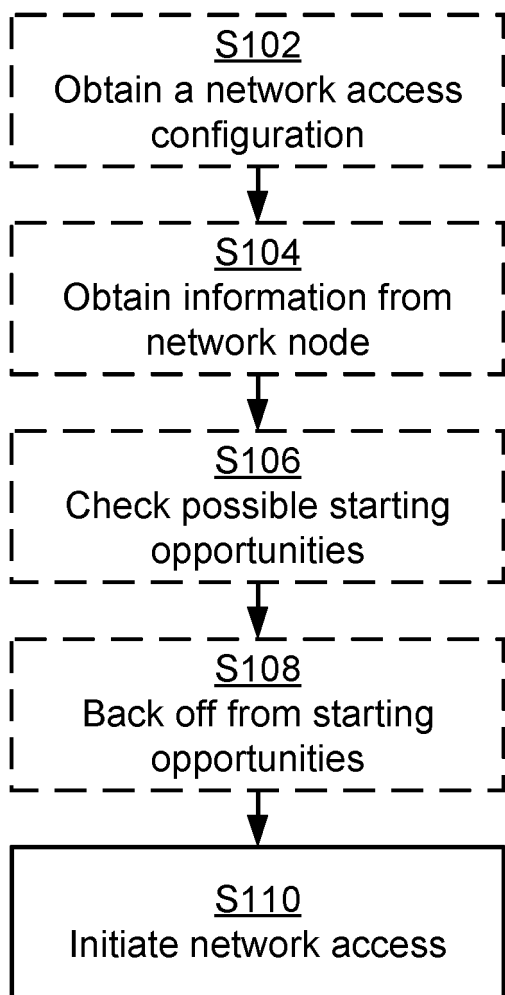 S102
Obtain a network access
configuration
S104
Obtain information from
network node
S106
Check possible starting
opportunities
S108
Back off from starting
opportunities
S110
Initiate network access